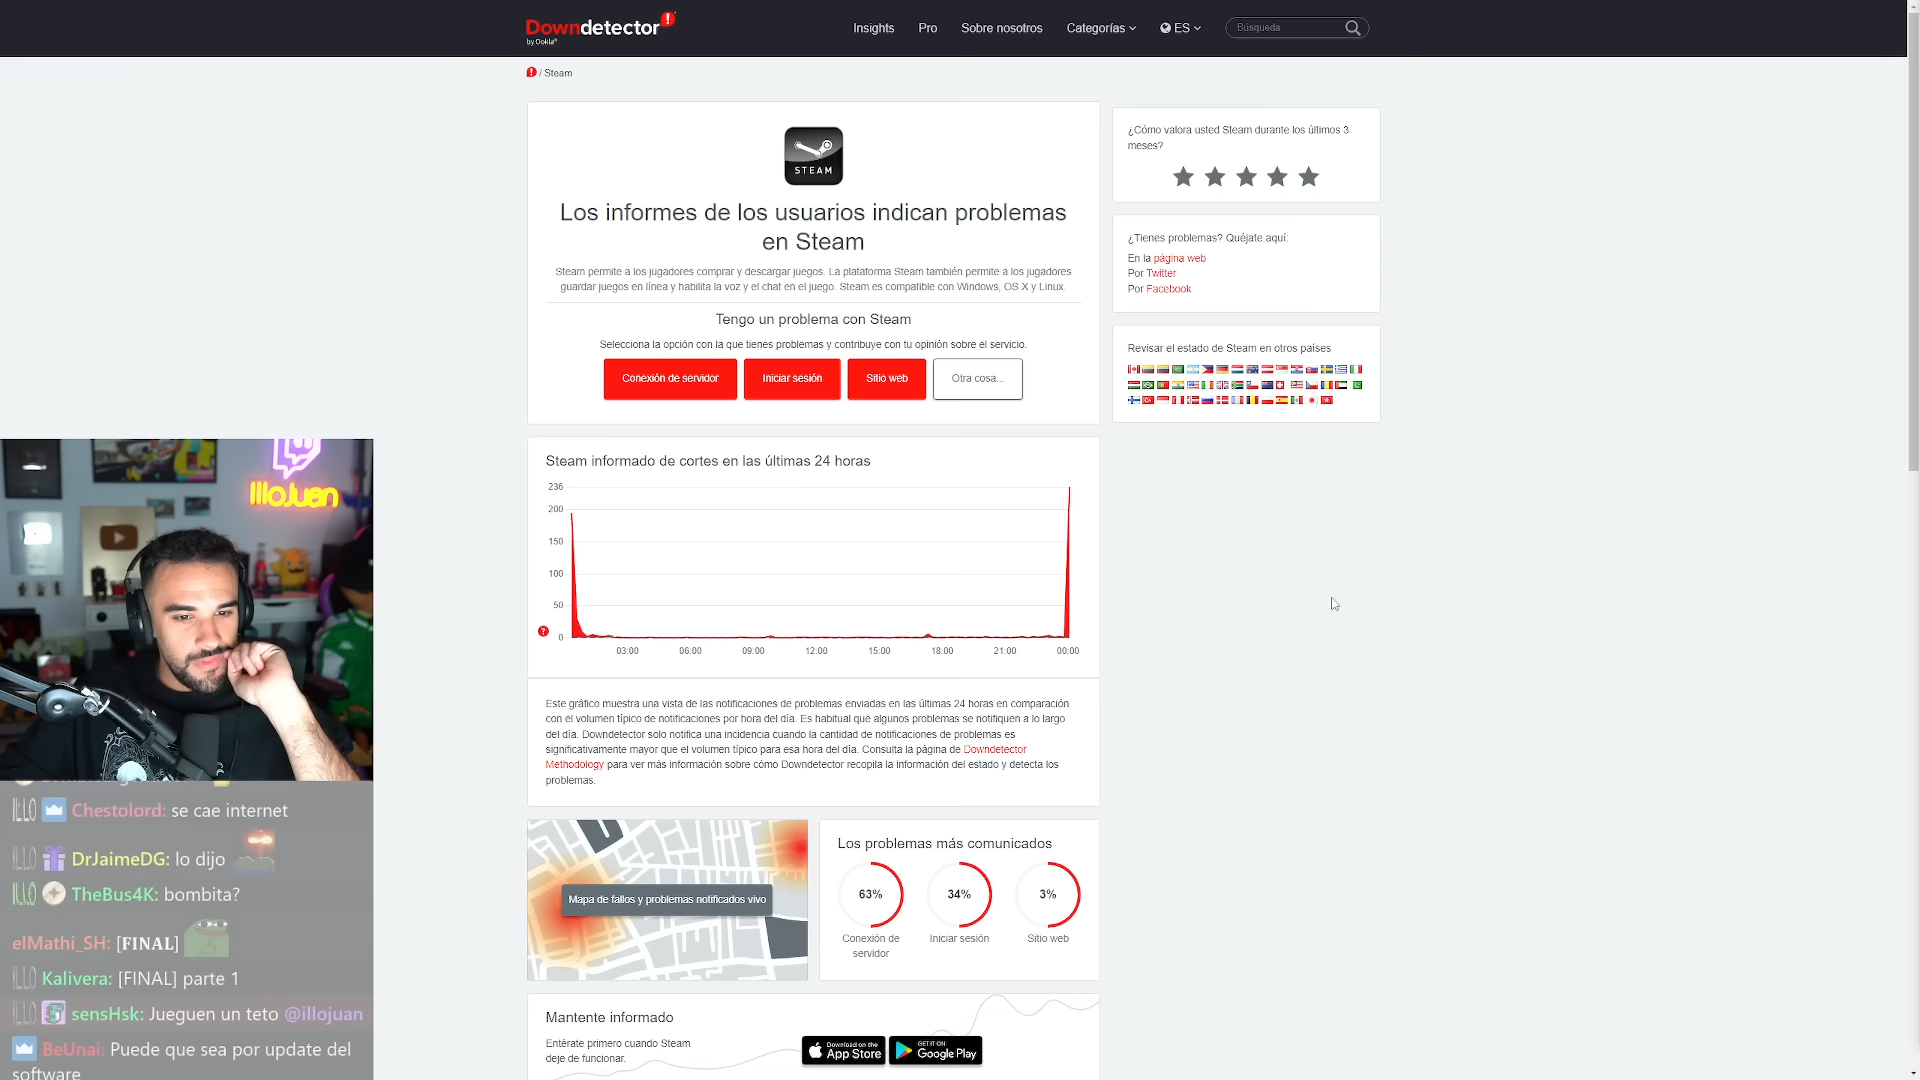 Downdetector
by Ookla
Insights
Pro
Sobre nosotros
Categorías
ES
Búsqueda
/ Steam
STEAM
Los informes de los usuarios indican problemas
en Steam
Steam permite a los jugadores comprar y descargar juegos. La plataforma Steam también permite a los jugadores
guardar juegos en línea y habilita la voz y el chat en el juego. Steam es compatible con Windows, OS X y Linux.
Tengo un problema con Steam
Selecciona la opción con la que tienes problemas y contribuye con tu opinión sobre el servicio.
Conexión de servidor
Iniciar sesión
Sitio web
Otra cosa...
¿Cómo valora usted Steam durante los últimos 3
meses?
¿Tienes problemas? Quéjate aquí:
En la página web
Por Twitter
Por Facebook
Revisar el estado de Steam en otros países
Steam informado de cortes en las últimas 24 horas
236
200
150
100
50
0
03:00 06:00 09:00 12:00 15:00 18:00 21:00 00:00
Este gráfico muestra una vista de las notificaciones de problemas enviadas en las últimas 24 horas en comparación
con el volumen típico de notificaciones por hora del día. Es habitual que algunos problemas se notifiquen a lo largo
del día. Downdetector solo notifica una incidencia cuando la cantidad de notificaciones de problemas es
significativamente mayor que el volumen típico para esa hora del día. Consulta la página de Downdetector
Methodology para ver más información sobre cómo Downdetector recopila la información del estado y detecta los
problemas.
Mapa de fallos y problemas notificados vivo
Los problemas más comunicados
63%
34%
3%
Conexión de
servidor
Iniciar sesión
Sitio web
Mantente informado
Entérate primero cuando Steam
deje de funcionar.
Download on the
App Store
GET IT ON
Google Play
IlloJuan
ILLO Chestolord: se cae internet
ILLO DrJaimeDG: lo dijo
ILLO TheBus4K: bombita?
elMathi_SH: [FINAL]
ILLO Kalivera: [FINAL] parte 1
ILLO sensHsk: Jueguen un teto @illojuan
BeUnai: Puede que sea por update del
software